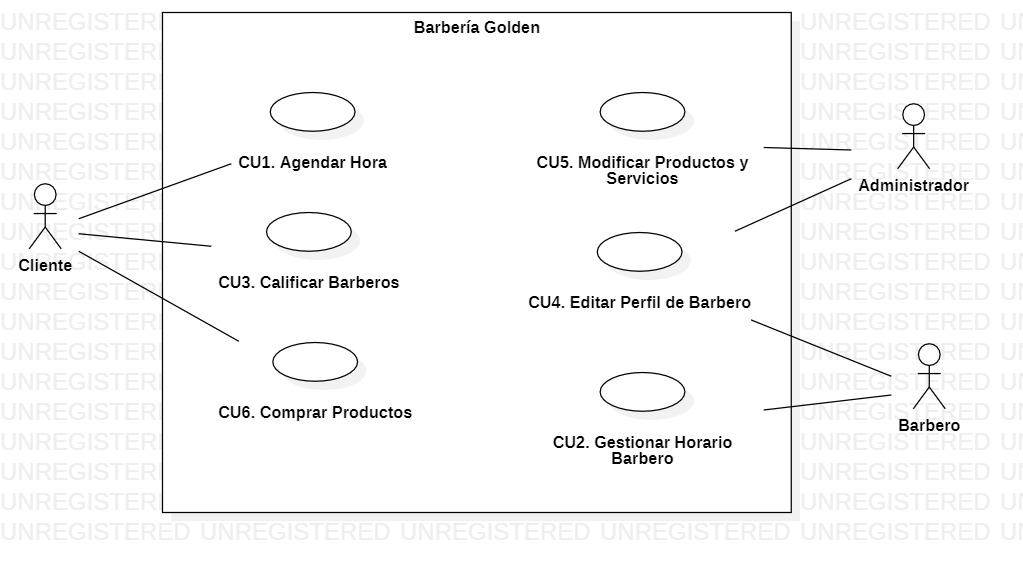 Barbería Golden
CU1. Agendar Hora
CU5. Modificar Productos y
Servicios
Administrador
Cliente
CU3. Calificar Barberos
CU4. Editar Perfil de Barbero
CU6. Comprar Productos
Barbero
CU2. Gestionar Horario
Barbero
UNREGISTERED UNREGISTERED UNREGISTERED UNREGISTERED UNREGISTERED UN